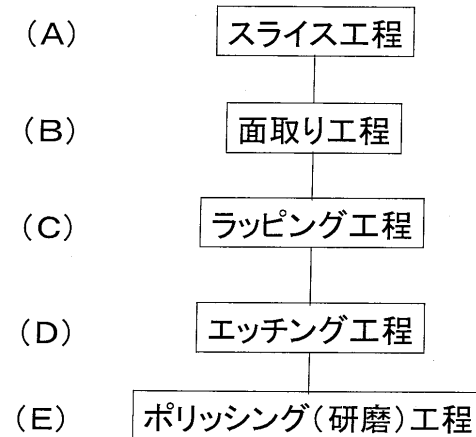 (A) スライス工程
(B) 面取り工程
(C) ラッピング工程
(D) エッチング工程
(E) ポリッシング(研磨)工程